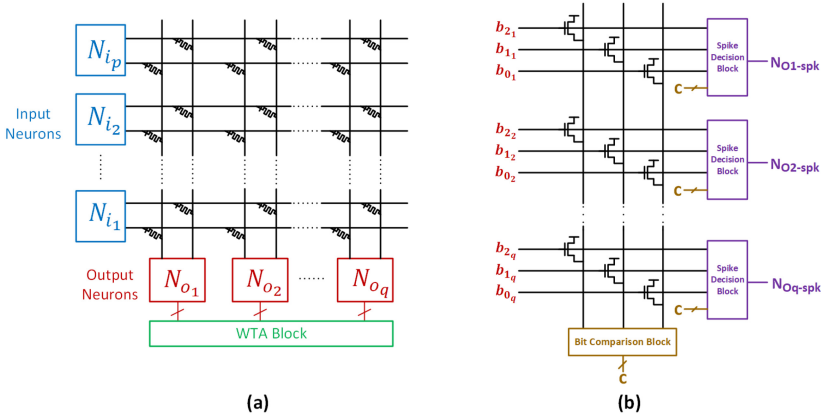 Input
Neurons
N_{i_p}
N_{i_2}
N_{i_1}
Output
Neurons
N_{o_1}
N_{o_2}
N_{o_q}
WTA Block
(a)
b_{2_1}
b_{1_1}
b_{0_1}
C
Spike
Decision
Block
N_{O1-spk}
b_{2_2}
b_{1_2}
b_{0_2}
C
Spike
Decision
Block
N_{O2-spk}
b_{2_q}
b_{1_q}
b_{0_q}
C
Spike
Decision
Block
N_{Oq-spk}
Bit Comparison Block
C
(b)